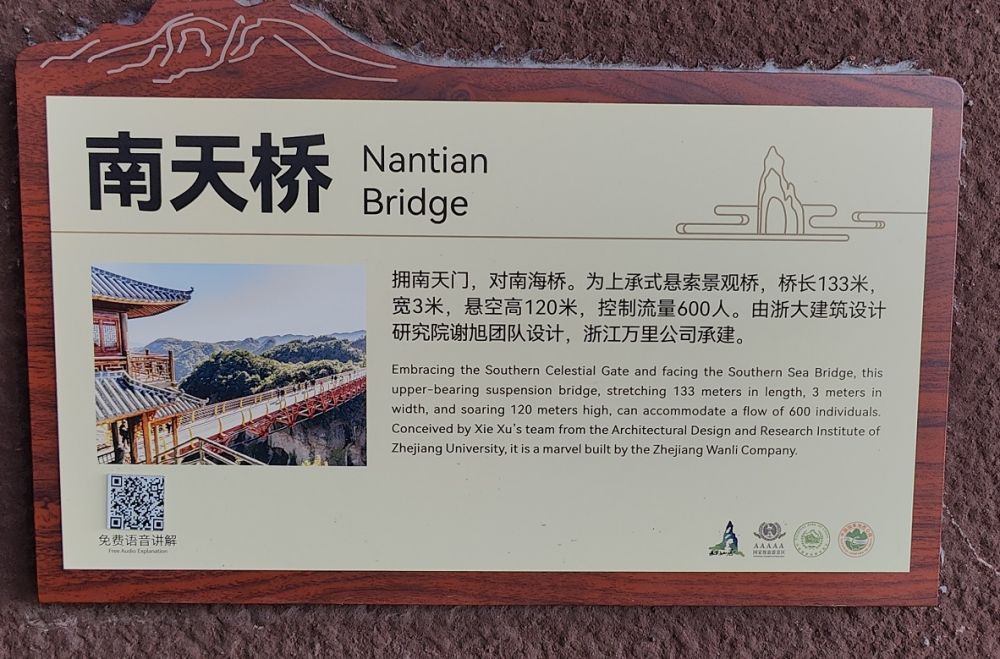 南天桥
Nantian
Bridge
拥南天门，对南海桥。为上承式悬索景观桥，桥长133米，
宽3米，悬空高120米，控制流量600人。由浙大建筑设计
研究院谢旭团队设计，浙江万里公司承建。
Embracing the Southern Celestial Gate and facing the Southern Sea Bridge, this
upper-bearing suspension bridge, stretching 133 meters in length, 3 meters in
width, and soaring 120 meters high, can accommodate a flow of 600 individuals.
Conceived by Xie Xu's team from the Architectural Design and Research Institute of
Zhejiang University, it is a marvel built by the Zhejiang Wanli Company.
免费语音讲解
Free Audio Explanation
AAAAA